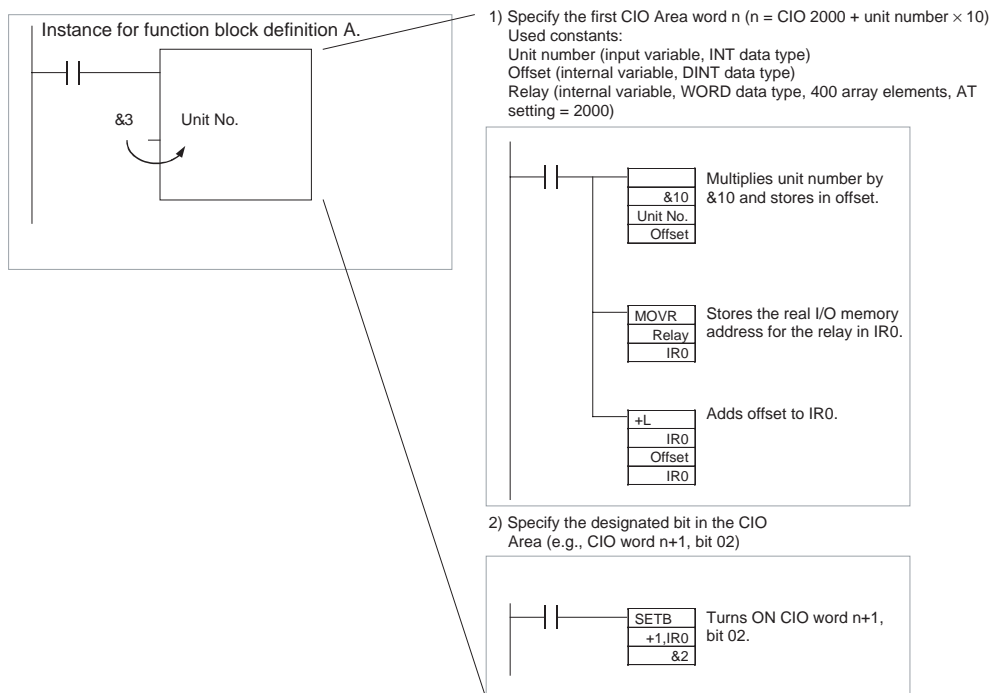 Instance for function block definition A.
&3
Unit No.
1) Specify the first CIO Area word n (n = CIO 2000 + unit number × 10)
Used constants:
Unit number (input variable, INT data type)
Offset (internal variable, DINT data type)
Relay (internal variable, WORD data type, 400 array elements, AT
setting = 2000)
&10
Unit No.
Offset
Multiplies unit number by
&10 and stores in offset.
MOVR
Relay
IR0
Stores the real I/O memory
address for the relay in IR0.
+L
IR0
Offset
IR0
Adds offset to IR0.
2) Specify the designated bit in the CIO
Area (e.g., CIO word n+1, bit 02)
SETB
+1,IR0
&2
Turns ON CIO word n+1,
bit 02.